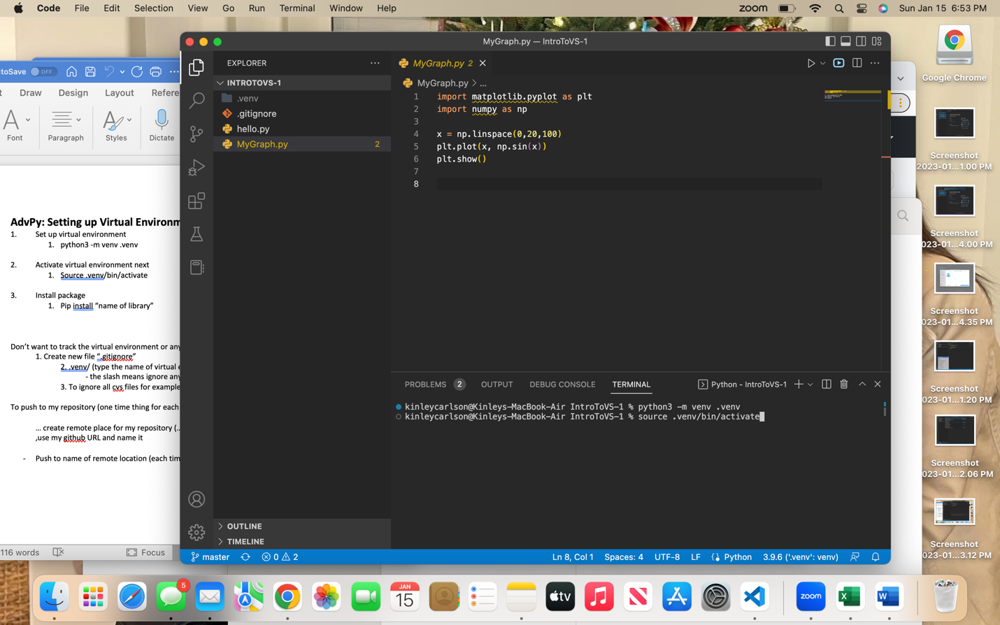 Code File Edit Selection View Go Run Terminal Window Help
zoom Sun Jan 15 6:53 PM
MyGraph.py — IntroToVS-1
toSave OFF
Draw Design Layout Refere
Font Paragraph Styles Dictate
AdvPy: Setting up Virtual Environm
1. Set up virtual environment
1. python3 -m venv .venv
2. Activate virtual environment next
1. Source .venv/bin/activate
3. Install package
1. Pip install “name of library”
Don’t want to track the virtual environment or any
1. Create new file “.gitignore”
2. .venv/ (type the name of virtual e
- the slash means ignore any
3. To ignore all cvs files for example
To push to my repository (one time thing for each
... create remote place for my repository (..
,use my github URL and name it
- Push to name of remote location (each tim
116 words Focus
EXPLORER
INTROTOVS-1
.venv
.gitignore
hello.py
MyGraph.py 2
OUTLINE
TIMELINE
MyGraph.py 2
MyGraph.py > ...
1 import matplotlib.pyplot as plt
2 import numpy as np
3
4 x = np.linspace(0,20,100)
5 plt.plot(x, np.sin(x))
6 plt.show()
7
8
PROBLEMS 2 OUTPUT DEBUG CONSOLE TERMINAL Python - IntroToVS-1
kinleycarlson@Kinleys-MacBook-Air IntroToVS-1 % python3 -m venv .venv
kinleycarlson@Kinleys-MacBook-Air IntroToVS-1 % source .venv/bin/activate
master 0 2 Ln 8, Col 1 Spaces: 4 UTF-8 LF Python 3.9.6 ('.venv': venv)
Google Chrome
Screenshot
2023-01...1.00 PM
Screenshot
023-01...4.00 PM
Screenshot
023-01...4.35 PM
Screenshot
023-01...1.20 PM
Screenshot
023-01...2.06 PM
Screenshot
023-01...3.12 PM
5
JAN
15
tv
zoom
X
W